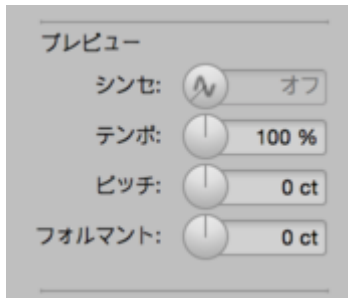 プレビュー
シンセ: オフ
テンポ: 100 %
ピッチ: 0 ct
フォルマント: 0 ct